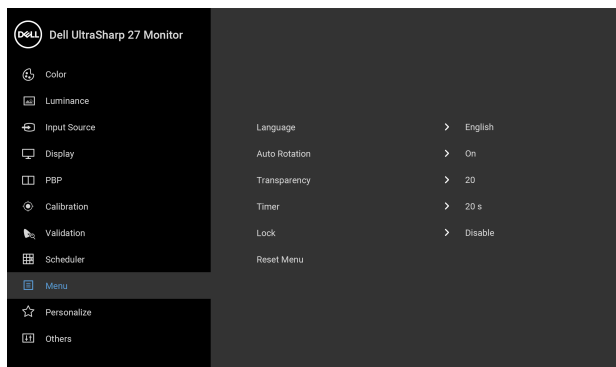 DELL
Dell UltraSharp 27 Monitor
Color
Luminance
Input Source
Language
English
Display
Auto Rotation
On
PBP
Transparency
20
Calibration
Timer
20 s
Validation
Lock
Disable
Scheduler
Reset Menu
Menu
Personalize
Others